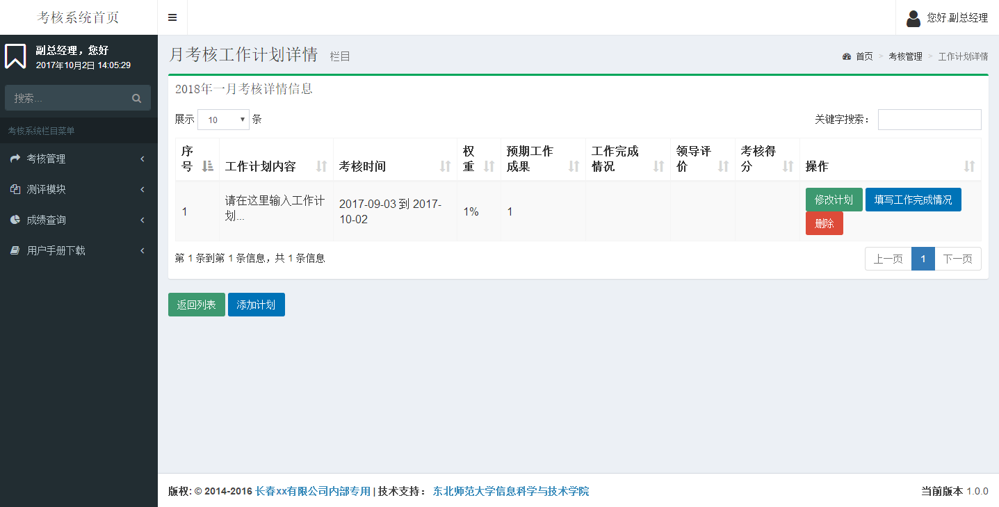 考核系统首页
您好,副总经理
副总经理，您好
2017年10月2日 14:05:29
搜索...
考核系统栏目菜单
考核管理
测评模块
成绩查询
用户手册下载
月考核工作计划详情 栏目
首页 > 考核管理 > 工作计划详情
2018年一月考核详情信息
展示 10 条
关键字搜索：
序号 工作计划内容 考核时间 权重 预期工作成果 工作完成情况 领导评价 考核得分 操作
1 请在这里输入工作计划... 2017-09-03 到 2017-10-02 1% 1 修改计划 填写工作完成情况 删除
第 1 条到第 1 条信息，共 1 条信息
上一页 1 下一页
返回列表 添加计划
版权: © 2014-2016 长春xx有限公司内部专用 | 技术支持： 东北师范大学信息科学与技术学院
当前版本 1.0.0